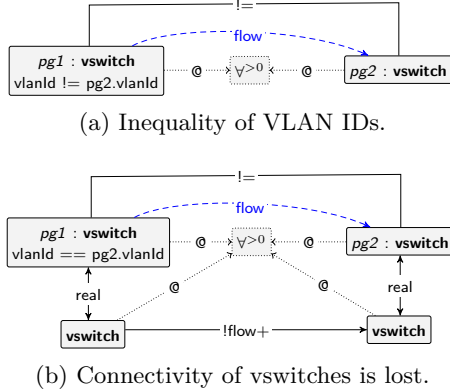 !=
flow
pg1 : vswitch
vlanId != pg2.vlanId
@
∀>0
@
pg2 : vswitch
(a) Inequality of VLAN IDs.
!=
flow
pg1 : vswitch
vlanId == pg2.vlanId
@
∀>0
@
pg2 : vswitch
real
@
@
real
vswitch
!flow+
vswitch
(b) Connectivity of vswitches is lost.